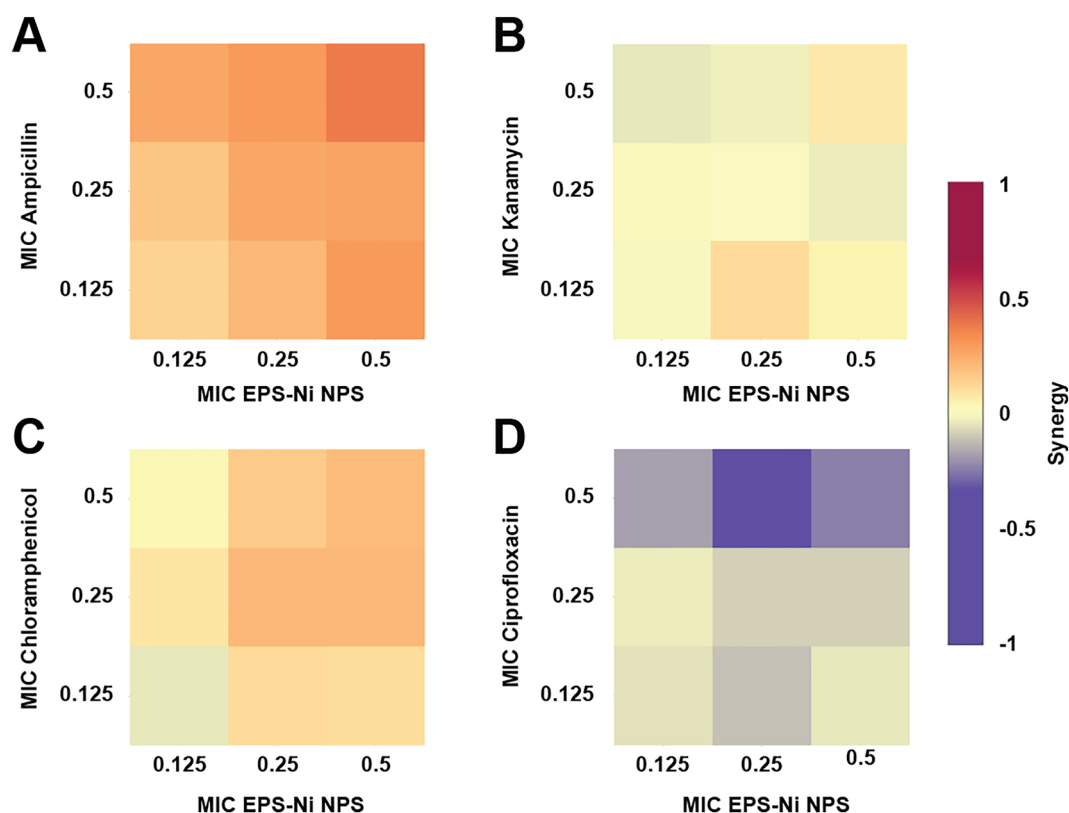 A
B
MIC Ampicillin
0.5
0.25
0.125
0.125 0.25 0.5
MIC EPS-Ni NPS
MIC Kanamycin
0.5
0.25
0.125
0.125 0.25 0.5
MIC EPS-Ni NPS
1
0.5
0
-0.5
-1
Synergy
C
D
MIC Chloramphenicol
0.5
0.25
0.125
0.125 0.25 0.5
MIC EPS-Ni NPS
MIC Ciprofloxacin
0.5
0.25
0.125
0.125 0.25 0.5
MIC EPS-Ni NPS